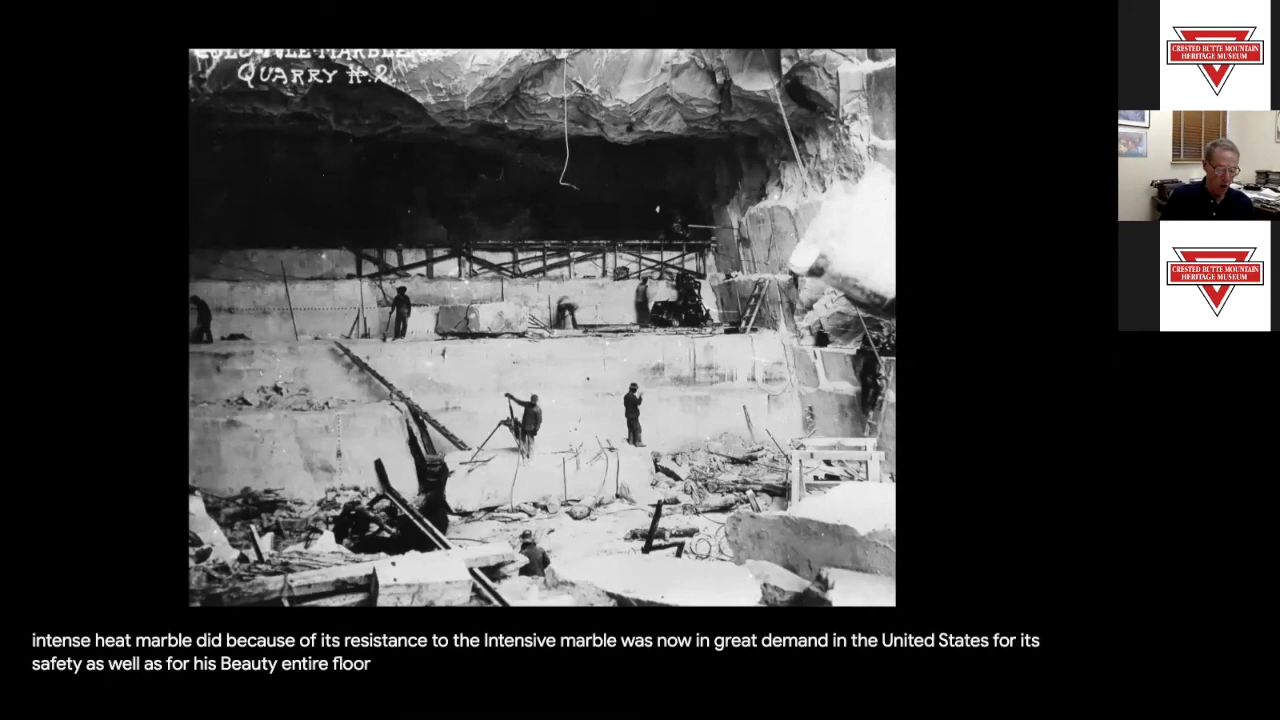 QUARRY #.2.
CRESTED BUTTE MOUNTAIN
HERITAGE MUSEUM
CRESTED BUTTE MOUNTAIN
HERITAGE MUSEUM
intense heat marble did because of its resistance to the Intensive marble was now in great demand in the United States for its
safety as well as for his Beauty entire floor